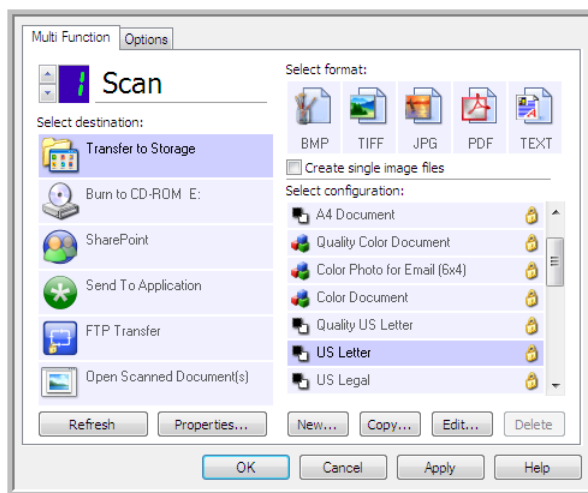 Multi Function
Options
1
Scan
Select destination:
Transfer to Storage
Burn to CD-ROM  E:
SharePoint
Send To Application
FTP Transfer
Open Scanned Document(s)
Refresh
Properties...
Select format:
BMP
TIFF
JPG
PDF
TEXT
Create single image files
Select configuration:
A4 Document
Quality Color Document
Color Photo for Email (6x4)
Color Document
Quality US Letter
US Letter
US Legal
New...
Copy...
Edit...
Delete
OK
Cancel
Apply
Help